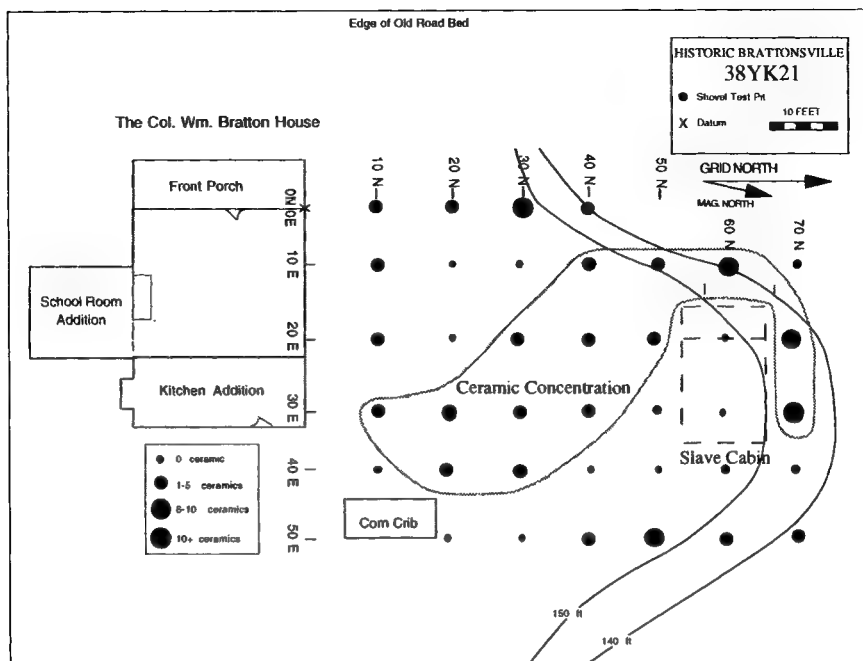 Edge of Old Road Bed
HISTORIC BRATTONSVILLE
38YK21
Shovel Test Pit
X Datum
10 FEET
The Col. Wm. Bratton House
GRID NORTH
MAG. NORTH
Front Porch
0N0E
10 N
20 N
30 N
40 N
50 N
60 N
70 N
10 E
School Room
Addition
20 E
Kitchen Addition
30 E
Ceramic Concentration
Slave Cabin
0 ceramic
1-5 ceramics
6-10 ceramics
10+ ceramics
40 E
Corn Crib
50 E
150 ft
140 ft